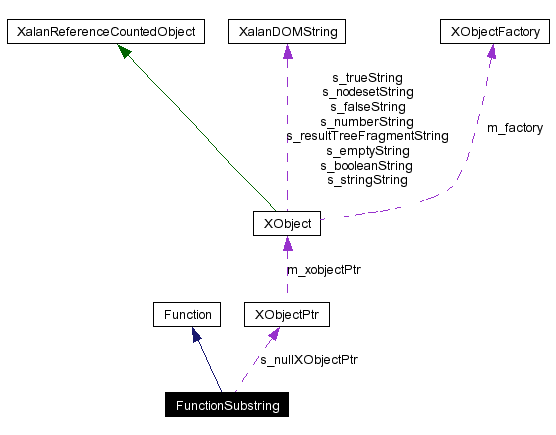 XalanReferenceCountedObject
XalanDOMString
XObjectFactory
s_trueString
s_nodesetString
s_falseString
s_numberString
s_resultTreeFragmentString
s_emptyString
s_booleanString
s_stringString
m_factory
XObject
m_xobjectPtr
Function
XObjectPtr
s_nullXObjectPtr
FunctionSubstring